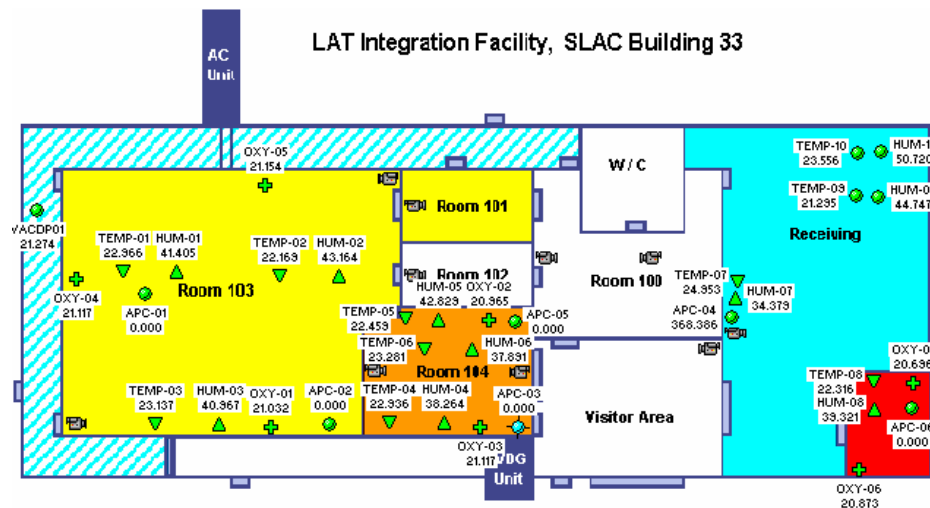 LAT Integration Facility, SLAC Building 33
AC
Unit
OXY-05
21.154
W / C
TEMP-10
23.556
HUM-1
50.720
TEMP-09
21.295
HUM-0
44.747
Receiving
VACDP01
21.274
TEMP-01
22.966
HUM-01
41.405
TEMP-02
22.169
HUM-02
43.164
Room 101
Room 102
Room 100
Room 103
OXY-04
21.117
APC-01
0.000
HUM-05
42.829
OXY-02
20.965
TEMP-05
22.459
APC-05
0.000
TEMP-06
23.281
HUM-06
37.891
Room 104
TEMP-07
24.953
HUM-07
34.379
APC-04
368.386
TEMP-03
23.137
HUM-03
40.967
OXY-01
21.032
APC-02
0.000
TEMP-04
22.936
HUM-04
38.264
APC-03
0.000
Visitor Area
OXY-0
20.696
TEMP-08
22.316
HUM-08
39.321
APC-06
0.000
OXY-03
21.117
Unit
OXY-06
20.873